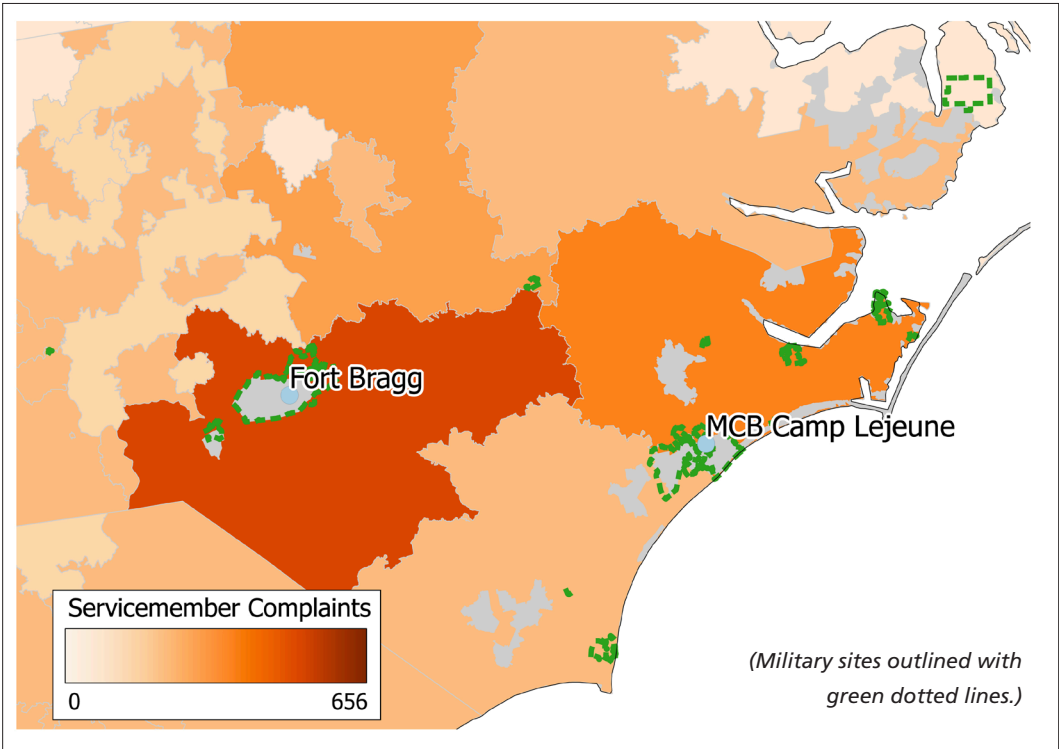 Fort Bragg
MCB Camp Lejeune
Servicemember Complaints
0 656
(Military sites outlined with
green dotted lines.)